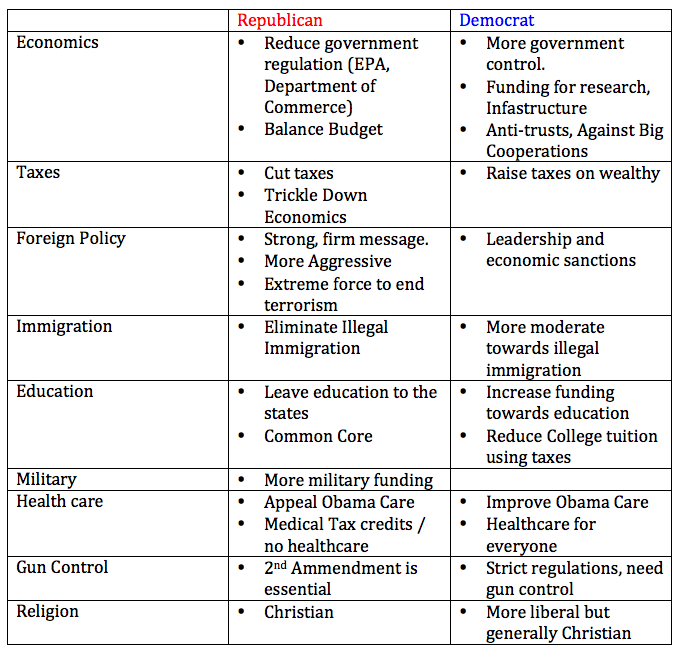 Republican Democrat
Economics
• Reduce government
regulation (EPA,
Department of
Commerce)
• Balance Budget
• More government
control.
• Funding for research,
Infastructure
• Anti-trusts, Against Big
Cooperations
Taxes
• Cut taxes
• Trickle Down
Economics
• Raise taxes on wealthy
Foreign Policy
• Strong, firm message.
• More Aggressive
• Extreme force to end
terrorism
• Leadership and
economic sanctions
Immigration
• Eliminate Illegal
Immigration
• More moderate
towards illegal
immigration
Education
• Leave education to the
states
• Common Core
• Increase funding
towards education
• Reduce College tuition
using taxes
Military
• More military funding
Health care
• Appeal Obama Care
• Medical Tax credits /
no healthcare
• Improve Obama Care
• Healthcare for
everyone
Gun Control
• 2nd Ammendment is
essential
• Strict regulations, need
gun control
Religion
• Christian
• More liberal but
generally Christian